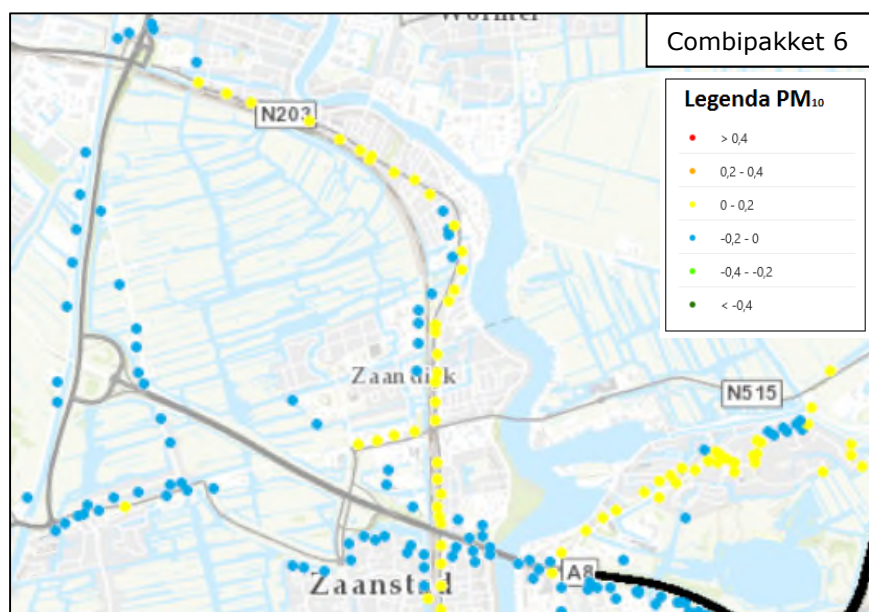 Wormer
Combipakket 6
Legenda PM₁₀
> 0,4
0,2 - 0,4
0 - 0,2
-0,2 - 0
-0,4 - -0,2
< -0,4
N203
Zaandijk
N515
A8
Zaanstad